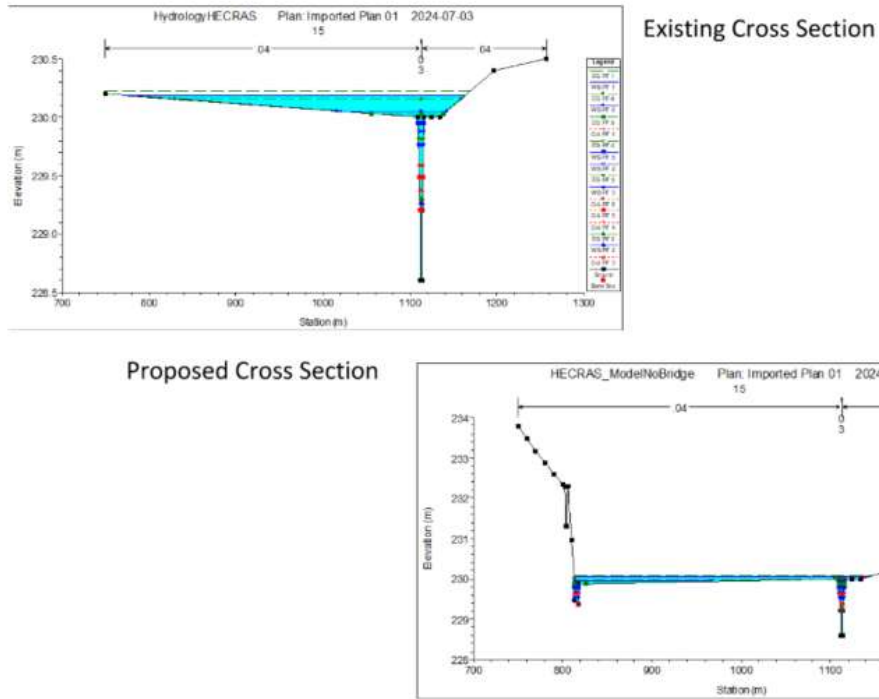 HydrologyHECRAS Plan: Imported Plan 01 2024-07-03
15
Existing Cross Section
.04
0
3
.04
Legend
230.5
230.0
229.5
229.0
228.5
Elevation (m)
700 800 900 1000 1100 1200 1300
Station (m)
Proposed Cross Section
HECRAS_ModelNoBridge Plan: Imported Plan 01 2024
15
.04
0
3
234
233
232
231
230
229
228
Elevation (m)
700 800 900 1000 1100
Station (m)